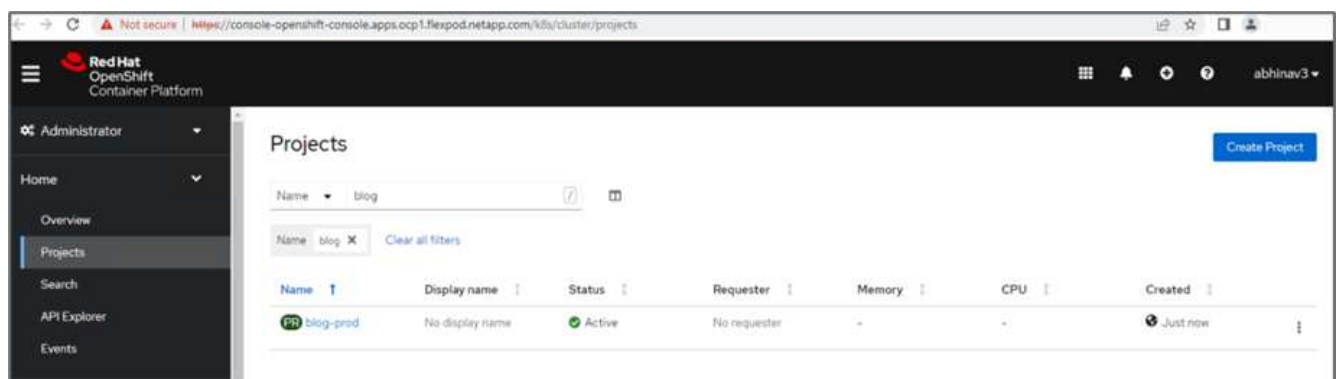 Not secure | https://console-openshift-console.apps.ocp1.flexpod.netapp.com/k8s/cluster/projects
Red Hat
OpenShift
Container Platform
abhinav3
Administrator
Home
Overview
Projects
Search
API Explorer
Events
Projects
Create Project
Name blog /
Name blog X Clear all filters
Name Display name Status Requester Memory CPU Created
PR blog-prod No display name Active No requester - - Just now